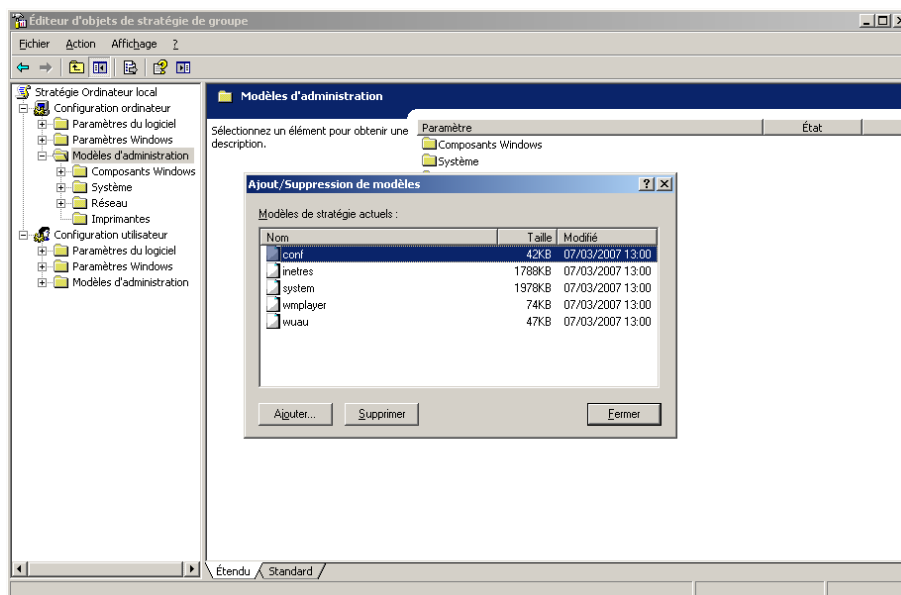 Éditeur d'objets de stratégie de groupe
Fichier Action Affichage ?
Stratégie Ordinateur local
Configuration ordinateur
Paramètres du logiciel
Paramètres Windows
Modèles d'administration
Composants Windows
Système
Réseau
Imprimantes
Configuration utilisateur
Paramètres du logiciel
Paramètres Windows
Modèles d'administration
Modèles d'administration
Sélectionnez un élément pour obtenir une
description.
Paramètre État
Composants Windows
Système
Ajout/Suppression de modèles
Modèles de stratégie actuels :
Nom Taille Modifié
conf 42KB 07/03/2007 13:00
inetres 1788KB 07/03/2007 13:00
system 1978KB 07/03/2007 13:00
wmplayer 74KB 07/03/2007 13:00
wuau 47KB 07/03/2007 13:00
Ajouter... Supprimer Fermer
Étendu Standard